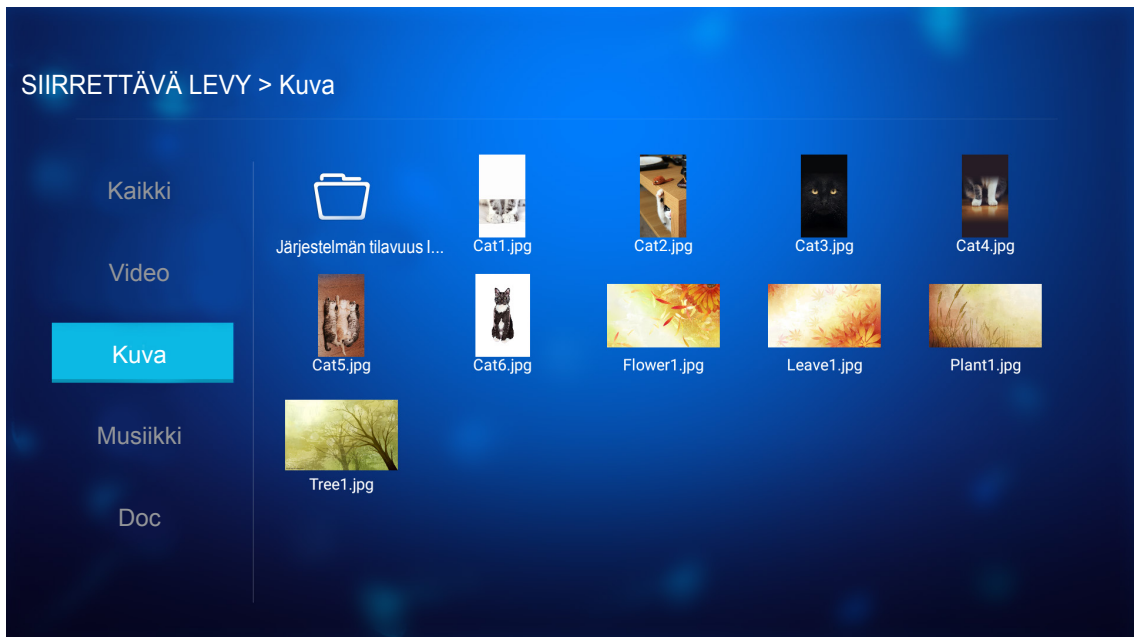 SIIRRETTÄVÄ LEVY > Kuva
Kaikki
Video
Kuva
Musiikki
Doc
Järjestelmän tilavuus I...
Cat1.jpg
Cat2.jpg
Cat3.jpg
Cat4.jpg
Cat5.jpg
Cat6.jpg
Flower1.jpg
Leave1.jpg
Plant1.jpg
Tree1.jpg